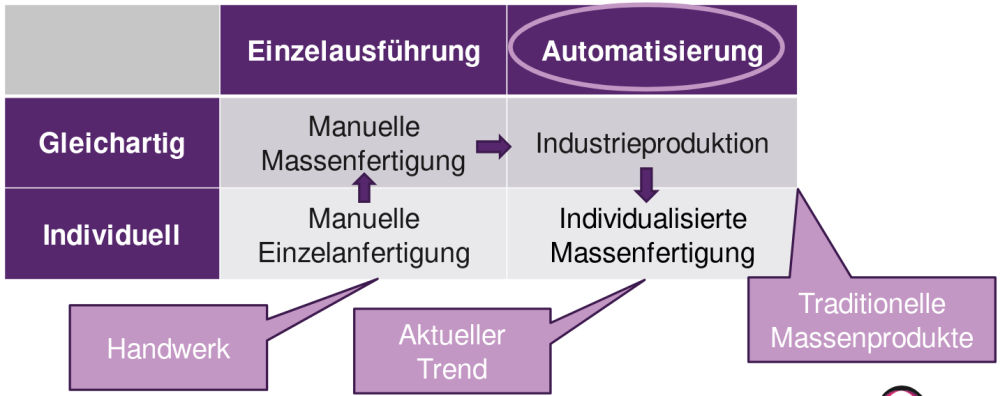 Einzelausführung Automatisierung
Gleichartig
Manuelle
Massenfertigung
Industrieproduktion
Individuell
Manuelle
Einzelanfertigung
Individualisierte
Massenfertigung
Handwerk
Aktueller
Trend
Traditionelle
Massenprodukte